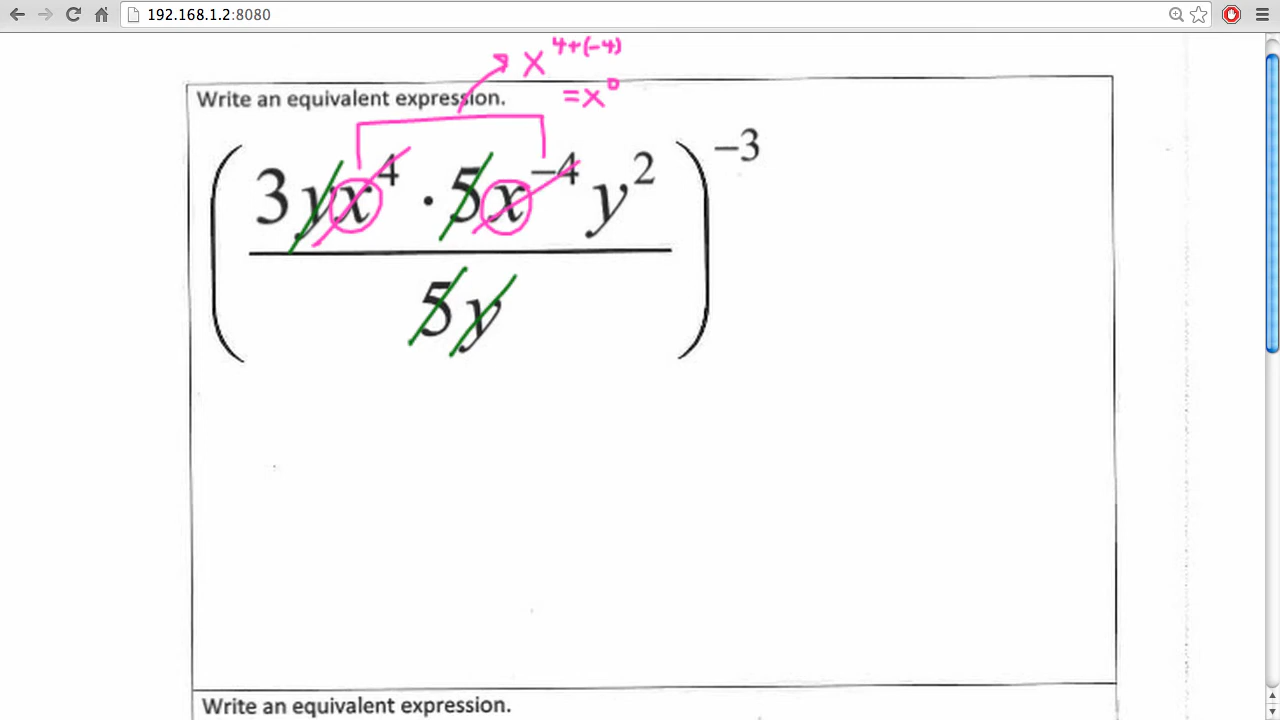 192.168.1.2:8080
x^{4+(-4)}
Write an equivalent expression.
=x^0
(3yx^4 · 5x^{-4}y^2 / 5y)^{-3}
Write an equivalent expression.